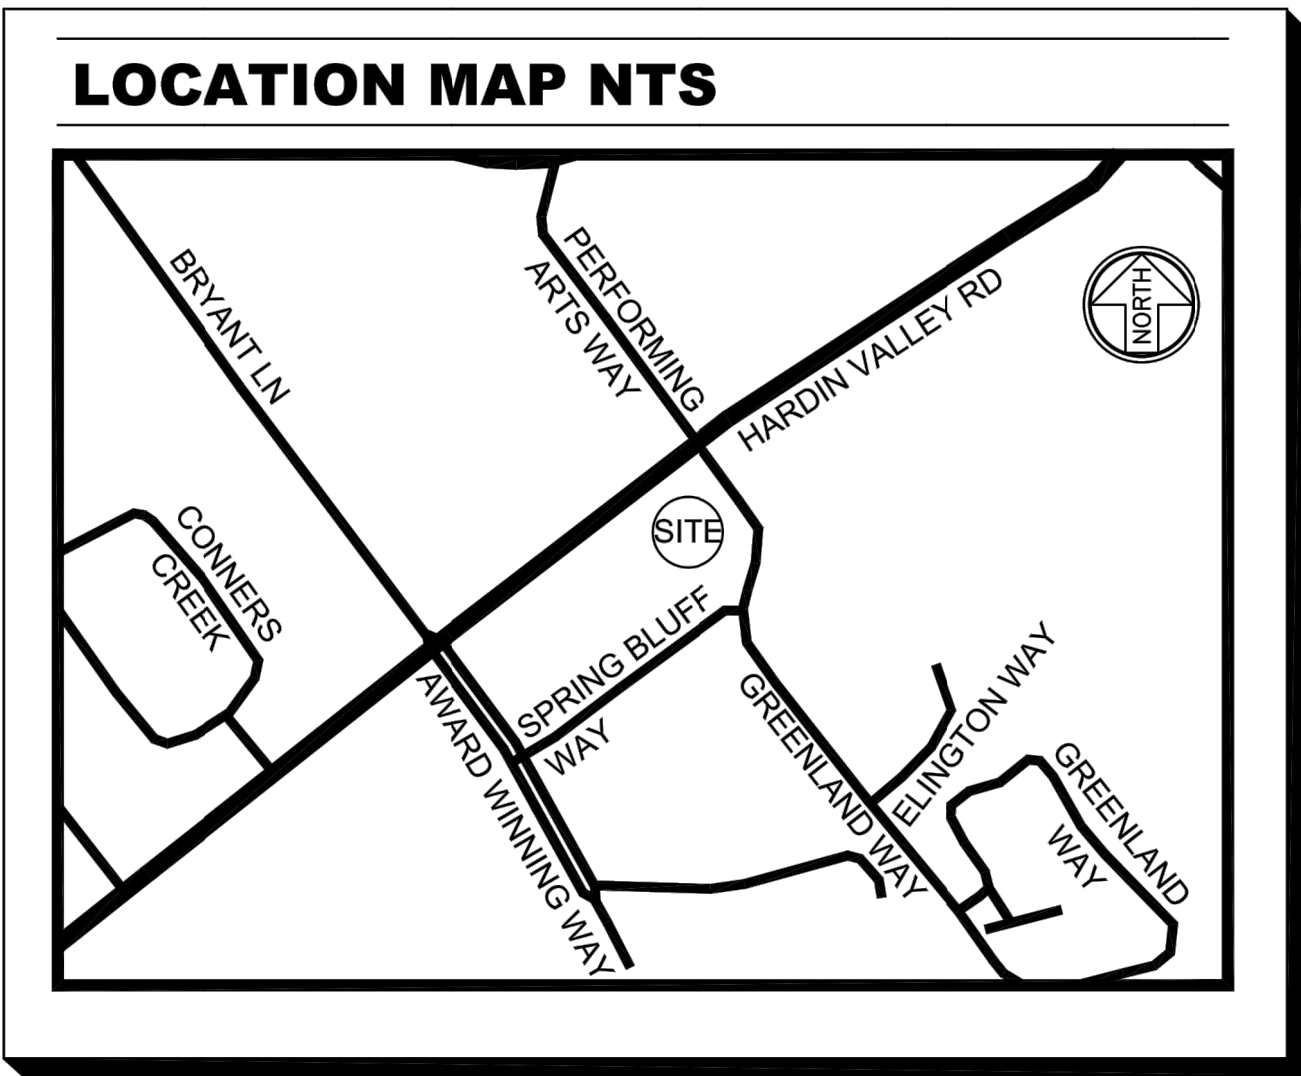 LOCATION MAP NTS
BRYANT LN
PERFORMING
ARTS WAY
HARDIN VALLEY RD
NORTH
SITE
CONNERS
CREEK
SPRING BLUFF
WAY
AWARD WINNING WAY
GREENLAND WAY
ELINGTON WAY
GREENLAND
WAY